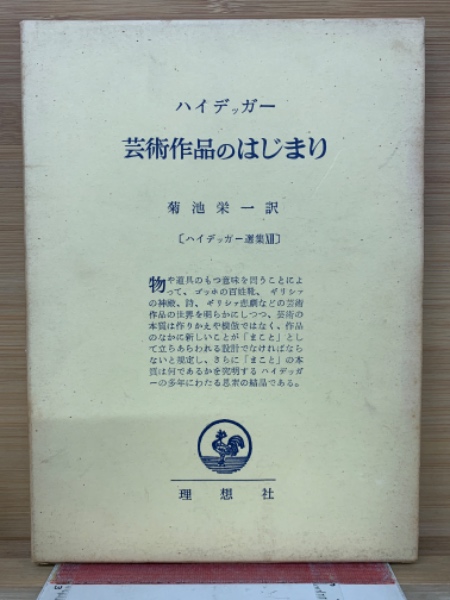 ハイデッガー
芸術作品のはじまり
菊池栄一訳
〔ハイデッガー選集XII〕
物や道具のもつ意味を問うことによ
って、ゴッホの百姓靴、ギリシァ
の神殿、詩、ギリシァ悲劇などの芸術
作品の世界を明らかにしつつ、芸術の
本質は作りかえや模倣ではなく、作品
のなかに新しいことが「まこと」とし
て立ちあらわれる設計でなければなら
ないと規定し、さらに「まこと」の本
質は何であるかを究明するハイデッガ
ーの多年にわたる思索の結晶である。
理想社